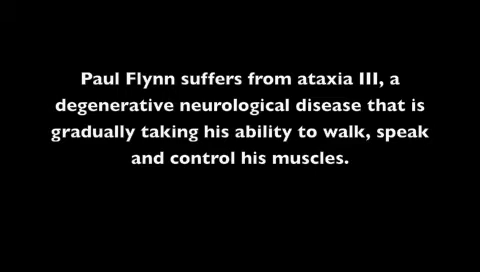 Paul Flynn suffers from ataxia III, a
degenerative neurological disease that is
gradually taking his ability to walk, speak
and control his muscles.